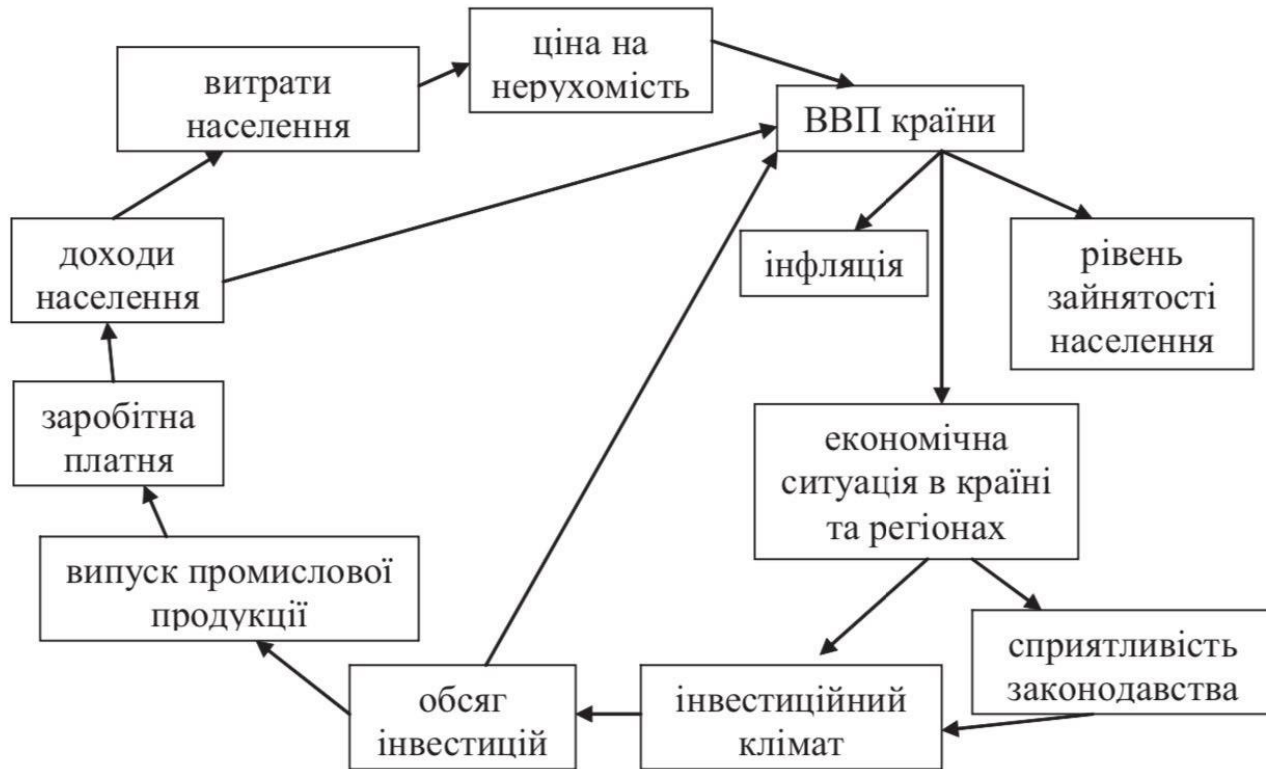 ціна на
нерухомість
витрати
населення
ВВП країни
доходи
населення
інфляція
рівень
зайнятості
населення
заробітна
платня
економічна
ситуація в країні
та регіонах
випуск промислової
продукції
сприятливість
законодавства
обсяг
інвестицій
інвестиційний
клімат